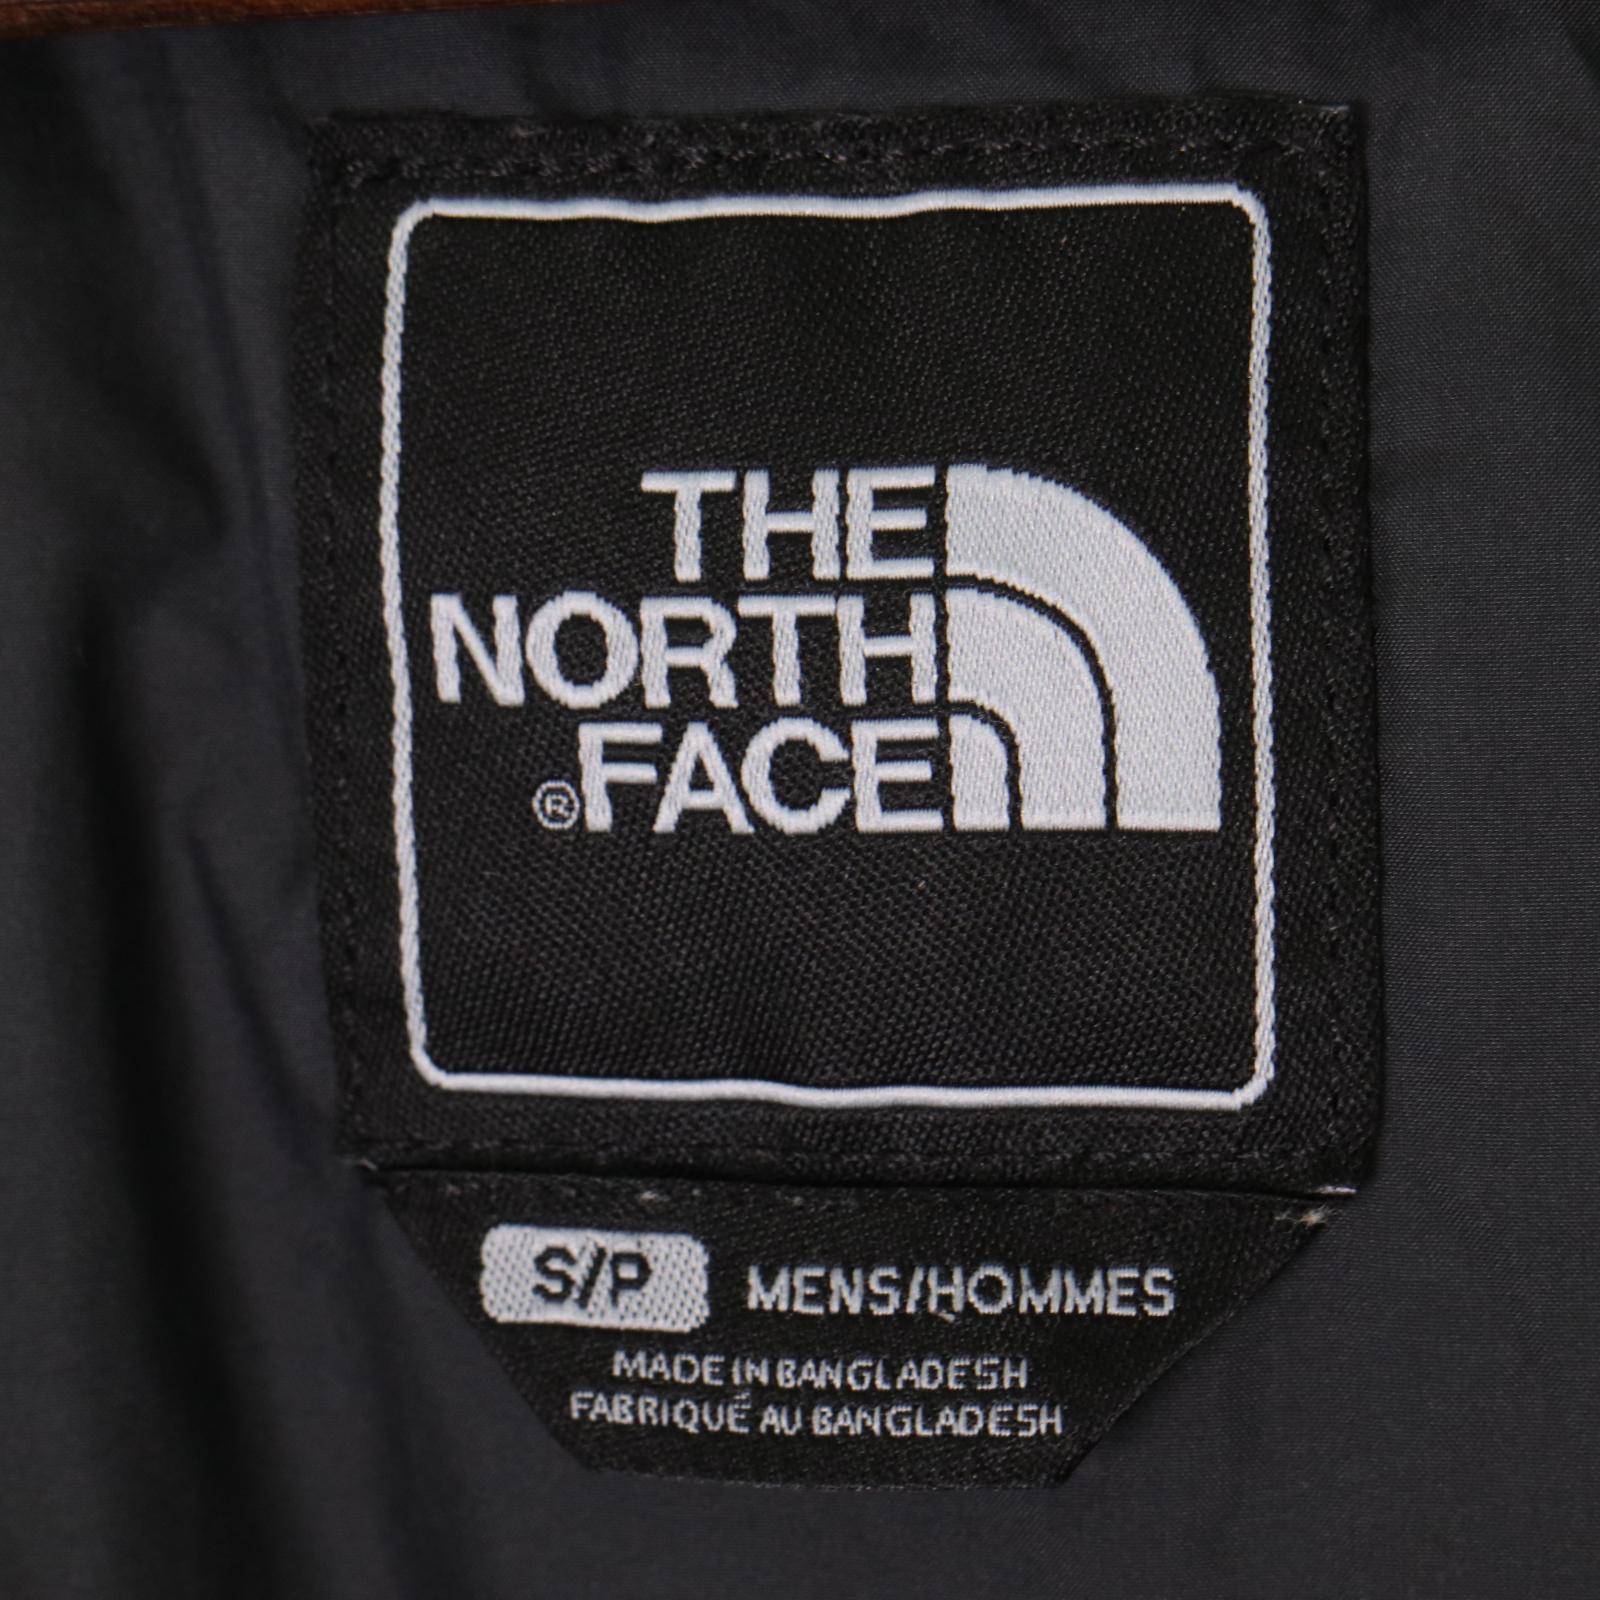 THE
NORTH
®FACE
S/P MENS/HOMMES
MADE IN BANGLADESH
FABRIQUÉ AU BANGLADESH